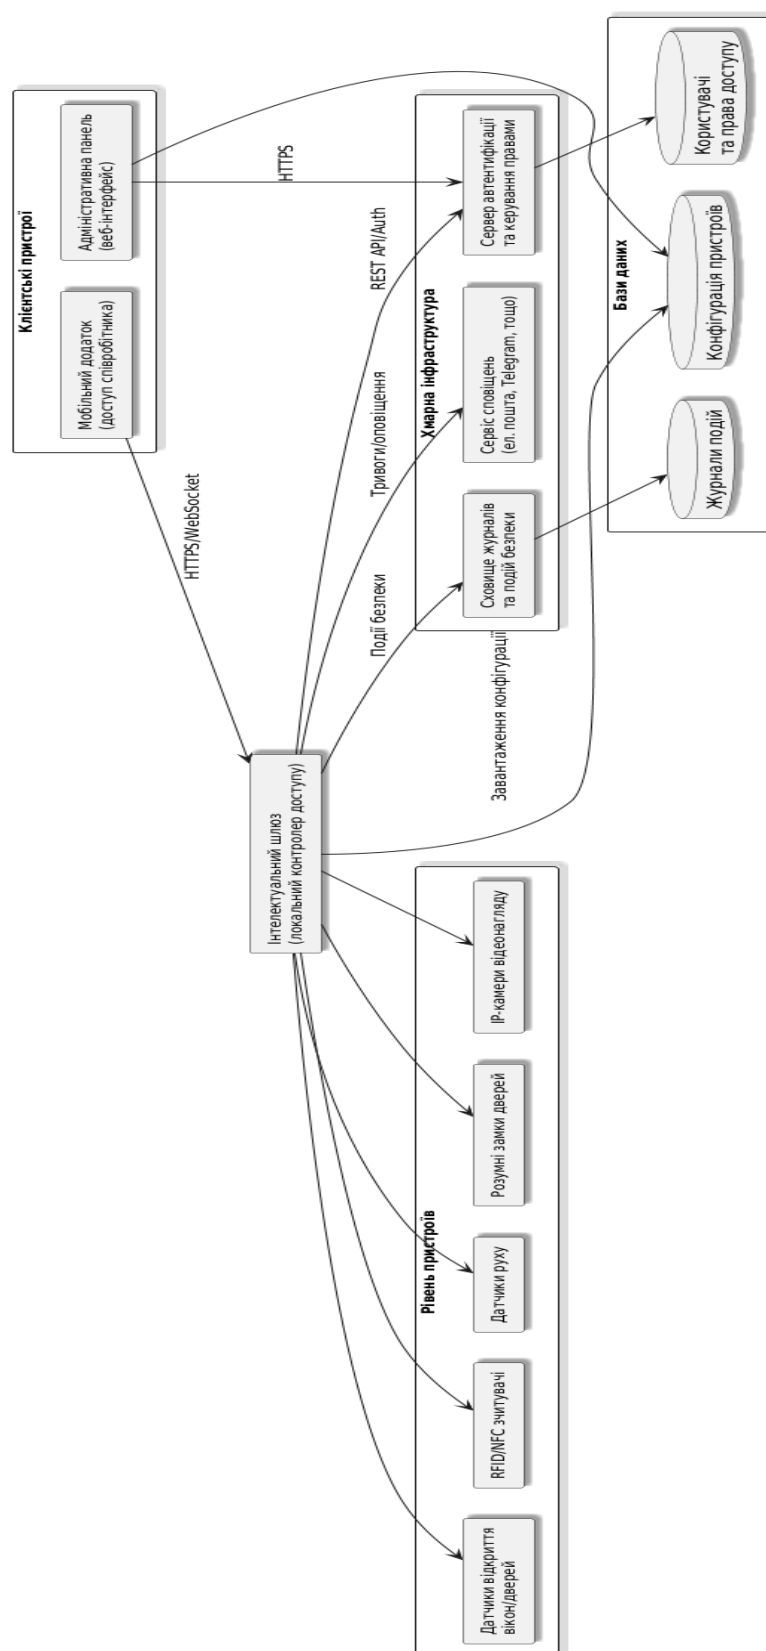 Клієнтські пристрої
Мобільний додаток
(доступ співробітника)
Адміністративна панель
(веб-інтерфейс)
HTTPS/WebSocket
HTTPS
Інтелектуальний шлюз
(локальний контролер доступу)
REST API/Auth
Тривоги/оповіщення
Події безпеки
Завантаження конфігурації
Рівень пристроїв
Датчики відкриття
вікон/дверей
RFID/NFC зчитувачі
Датчики руху
Розумні замки дверей
IP-камери відеонагляду
Хмарна інфраструктура
Сховище журналів
та подій безпеки
Сервіс сповіщень
(ел. пошта, Telegram, тощо)
Сервер автентифікації
та керування правами
Бази даних
Журнали подій
Конфігурація пристроїв
Користувачі
та права доступу